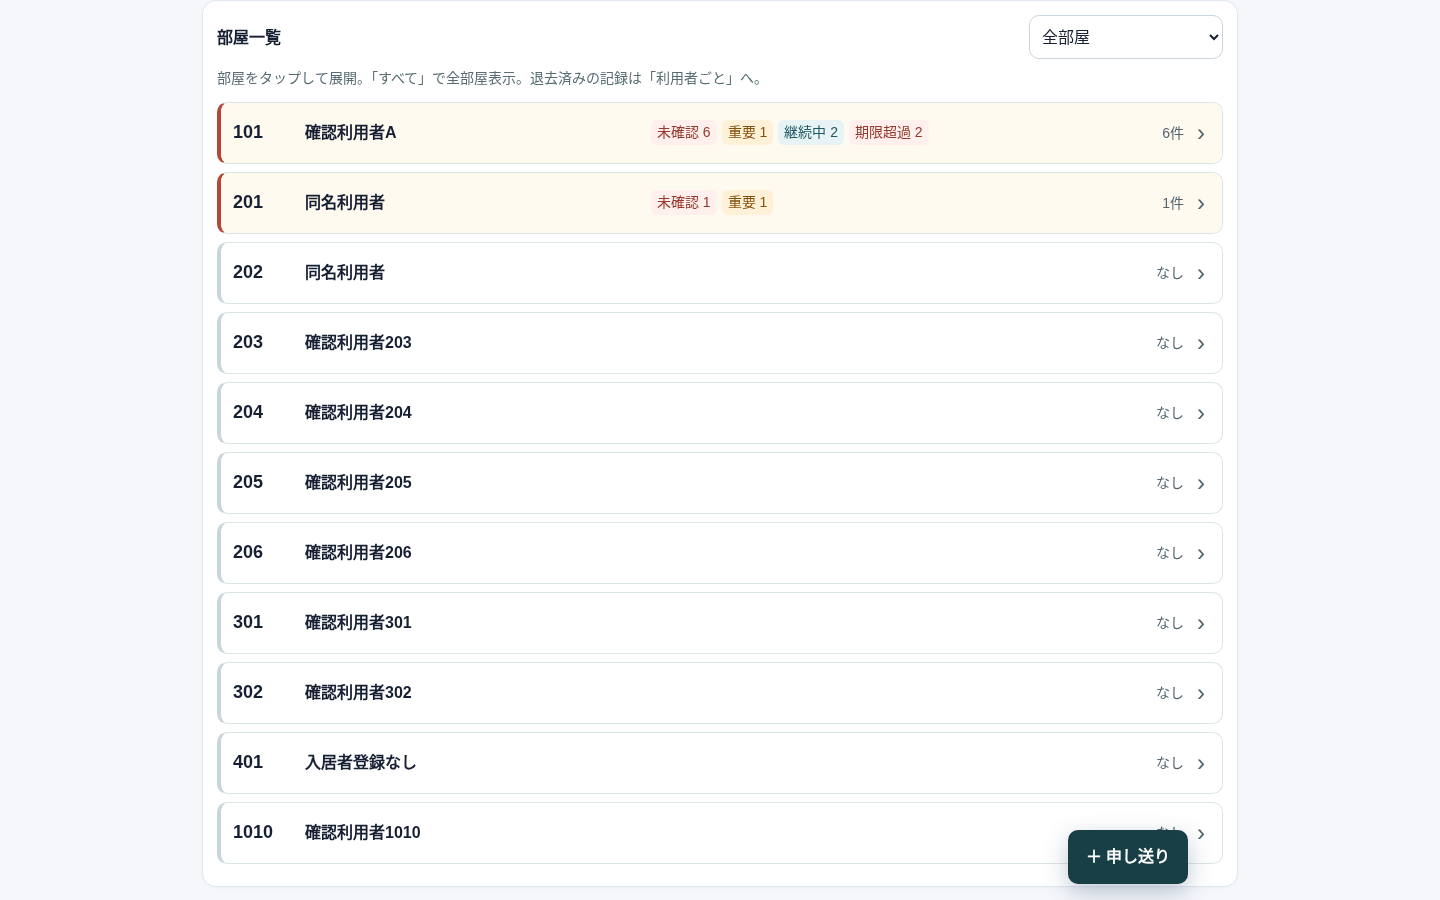 部屋一覧
全部屋
部屋をタップして展開。「すべて」で全部屋表示。退去済みの記録は「利用者ごと」へ。
101 確認利用者A 未確認 6 重要 1 継続中 2 期限超過 2 6件
201 同名利用者 未確認 1 重要 1 1件
202 同名利用者 なし
203 確認利用者203 なし
204 確認利用者204 なし
205 確認利用者205 なし
206 確認利用者206 なし
301 確認利用者301 なし
302 確認利用者302 なし
401 入居者登録なし なし
1010 確認利用者1010
＋ 申し送り